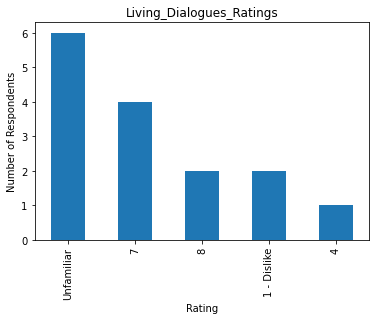 Living_Dialogues_Ratings
Number of Respondents
6
5
4
3
2
1
0
Unfamiliar
7
8
1 - Dislike
4
Rating